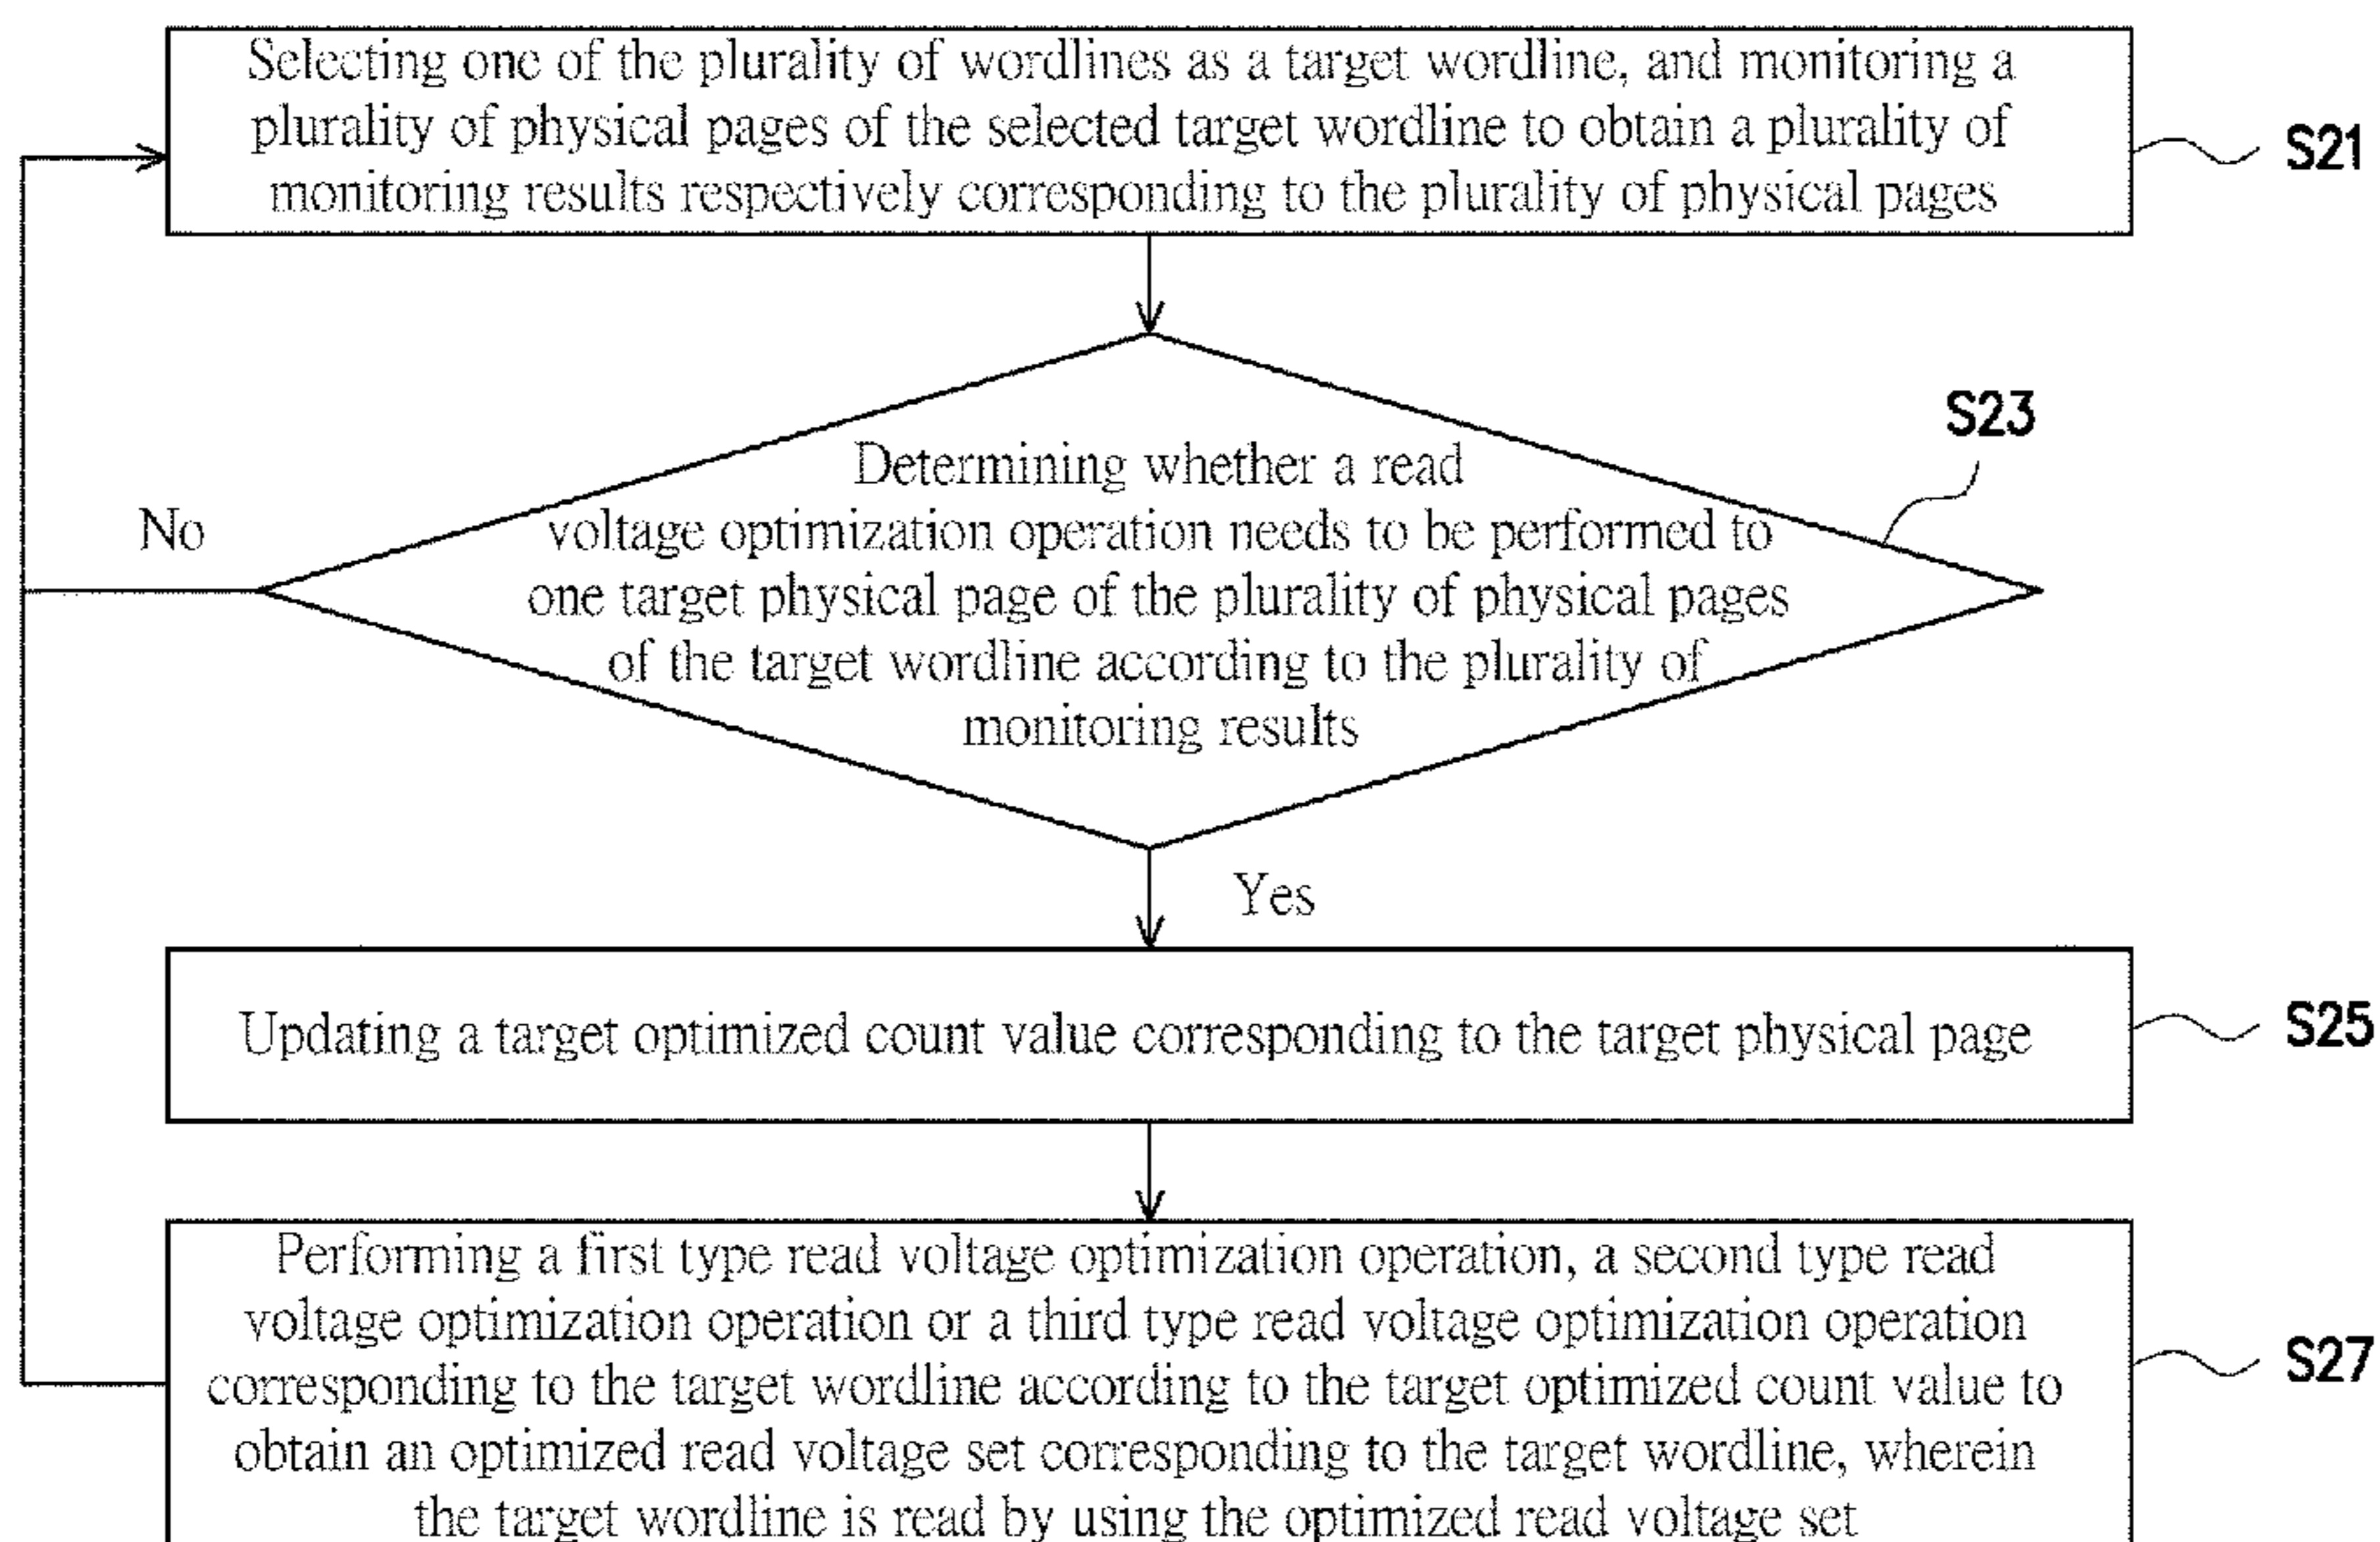 Selecting one of the plurality of wordlines as a target wordline, and monitoring a
plurality of physical pages of the selected target wordline to obtain a plurality of
monitoring results respectively corresponding to the plurality of physical pages
S21
S23
Determining whether a read
No
voltage optimization operation needs to be performed to
one target physical page of the plurality of physical pages
of the target wordline according to the plurality of
monitoring results
Yes
Updating a target optimized count value corresponding to the target physical page
S25
Performing a first type read voltage optimization operation, a second type read
voltage optimization operation or a third type read voltage optimization operation
corresponding to the target wordline according to the target optimized count value to
obtain an optimized read voltage set corresponding to the target wordline, wherein
the target wordline is read by using the optimized read voltage set
S27